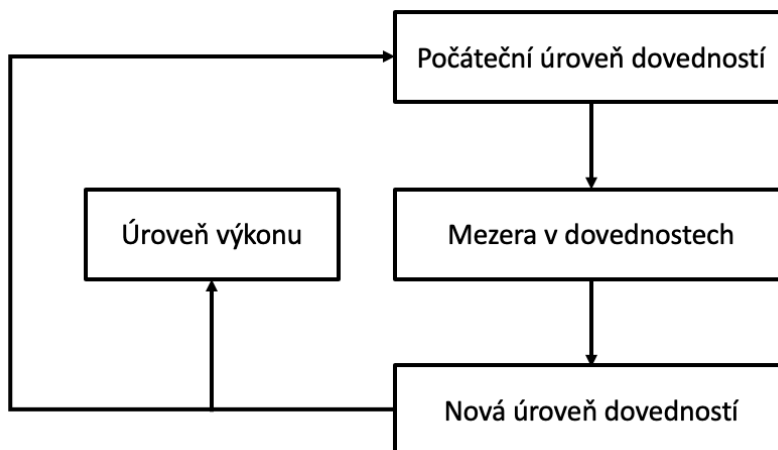 Počáteční úroveň dovedností
Úroveň výkonu
Mezera v dovednostech
Nová úroveň dovedností